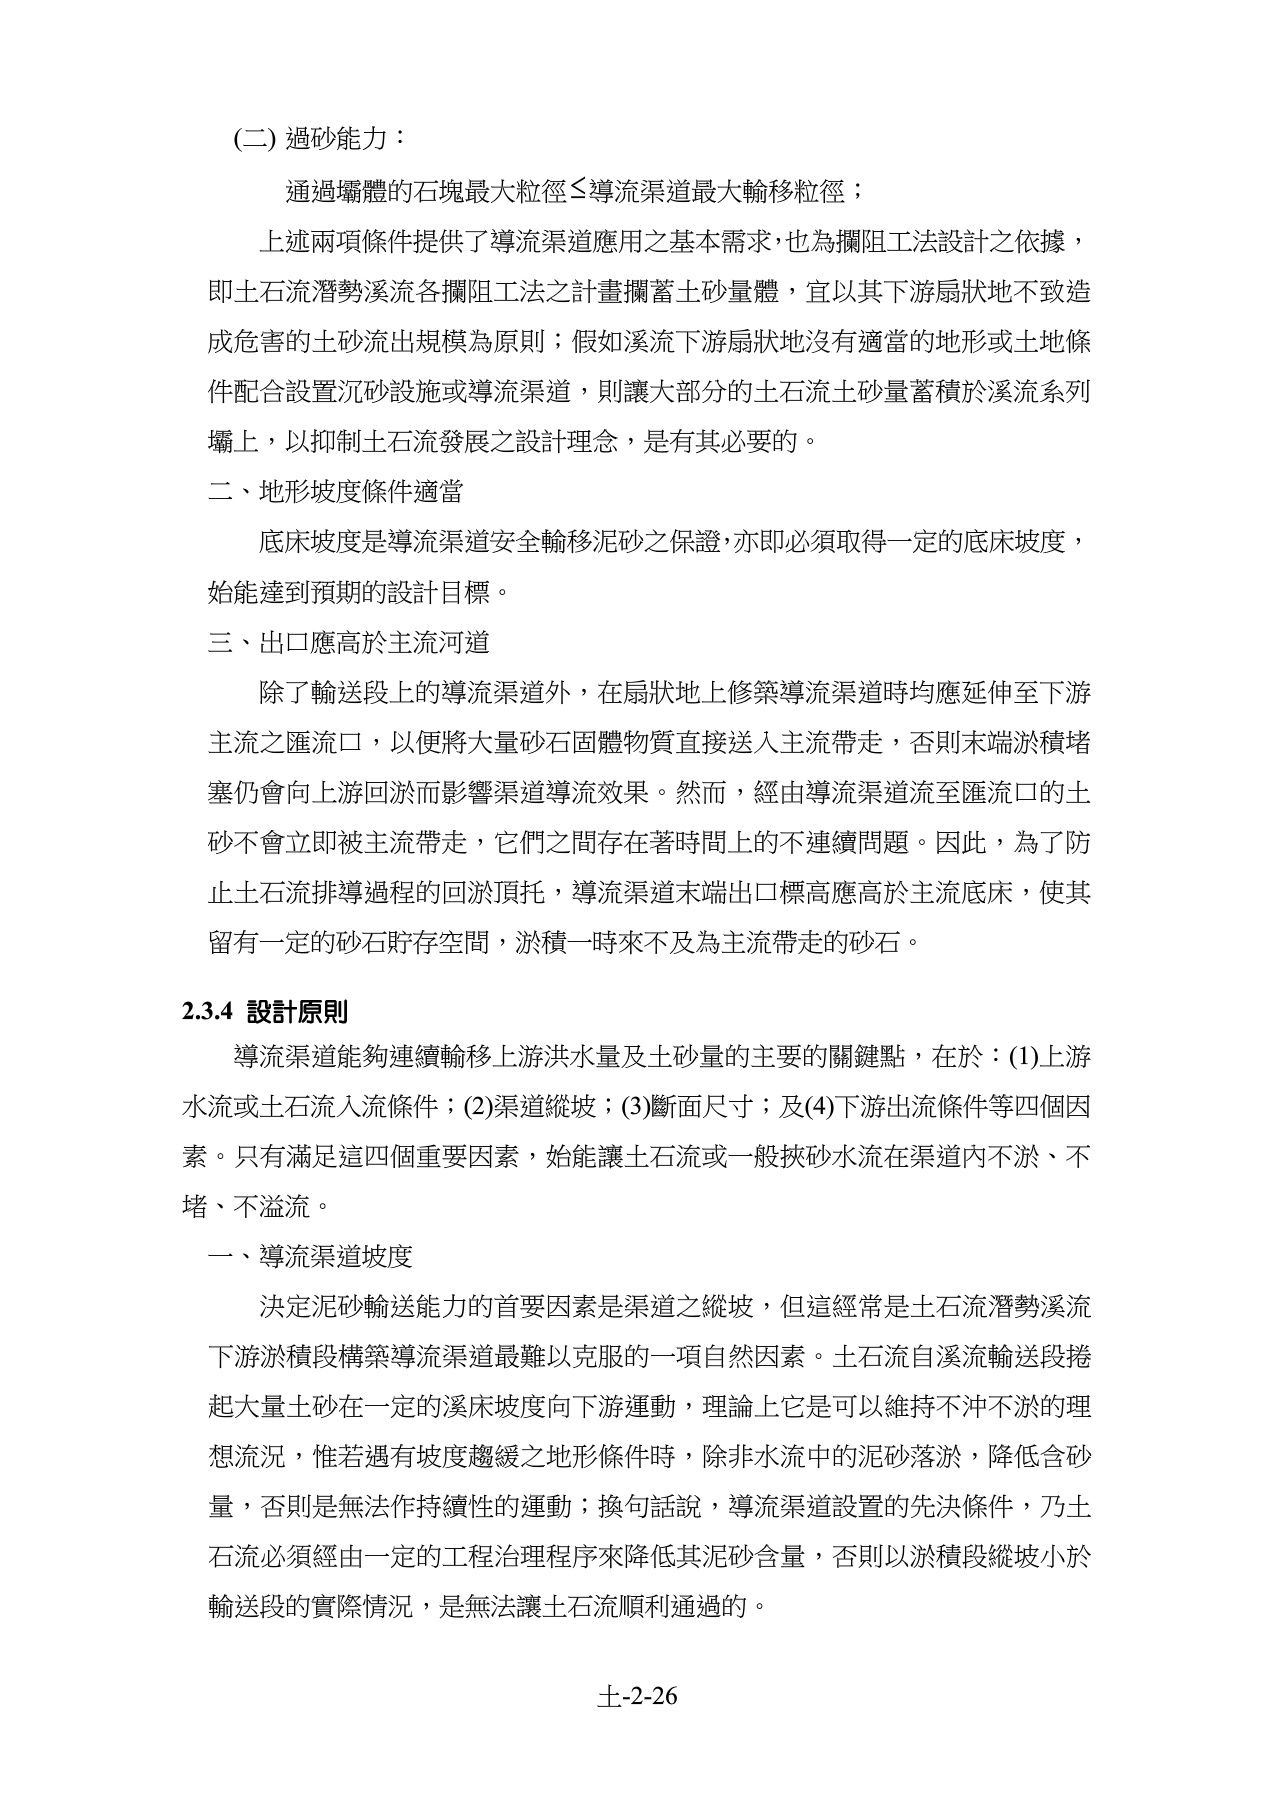 (二) 過砂能力：
通過壩體的石塊最大粒徑≦導流渠道最大輸移粒徑；
上述兩項條件提供了導流渠道應用之基本需求，也為攔阻工法設計之依據，
即土石流潛勢溪流各攔阻工法之計畫攔蓄土砂量體，宜以其下游扇狀地不致造
成危害的土砂流出規模為原則；假如溪流下游扇狀地沒有適當的地形或土地條
件配合設置沉砂設施或導流渠道，則讓大部分的土石流土砂量蓄積於溪流系列
壩上，以抑制土石流發展之設計理念，是有其必要的。
二、地形坡度條件適當
底床坡度是導流渠道安全輸移泥砂之保證，亦即必須取得一定的底床坡度，
始能達到預期的設計目標。
三、出口應高於主流河道
除了輸送段上的導流渠道外，在扇狀地上修築導流渠道時均應延伸至下游
主流之匯流口，以便將大量砂石固體物質直接送入主流帶走，否則末端淤積堵
塞仍會向上游回淤而影響渠道導流效果。然而，經由導流渠道流至匯流口的土
砂不會立即被主流帶走，它們之間存在著時間上的不連續問題。因此，為了防
止土石流排導過程的回淤頂托，導流渠道末端出口標高應高於主流底床，使其
留有一定的砂石貯存空間，淤積一時來不及為主流帶走的砂石。
2.3.4 設計原則
導流渠道能夠連續輸移上游洪水量及土砂量的主要的關鍵點，在於：(1)上游
水流或土石流入流條件；(2)渠道縱坡；(3)斷面尺寸；及(4)下游出流條件等四個因
素。只有滿足這四個重要因素，始能讓土石流或一般挾砂水流在渠道內不淤、不
堵、不溢流。
一、導流渠道坡度
決定泥砂輸送能力的首要因素是渠道之縱坡，但這經常是土石流潛勢溪流
下游淤積段構築導流渠道最難以克服的一項自然因素。土石流自溪流輸送段捲
起大量土砂在一定的溪床坡度向下游運動，理論上它是可以維持不沖不淤的理
想流況，惟若遇有坡度趨緩之地形條件時，除非水流中的泥砂落淤，降低含砂
量，否則是無法作持續性的運動；換句話說，導流渠道設置的先決條件，乃土
石流必須經由一定的工程治理程序來降低其泥砂含量，否則以淤積段縱坡小於
輸送段的實際情況，是無法讓土石流順利通過的。
土-2-26